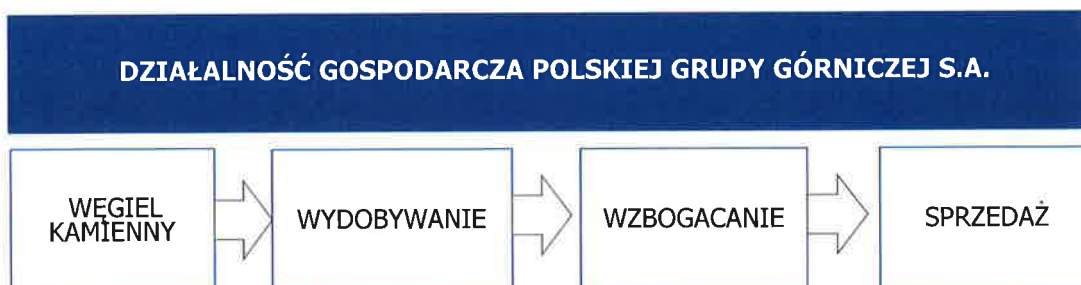 DZIAŁALNOŚĆ GOSPODARCZA POLSKIEJ GRUPY GÓRNICZEJ S.A.
WĘGIEL
KAMIENNY
WYDOBYWANIE
WZBOGACANIE
SPRZEDAŻ